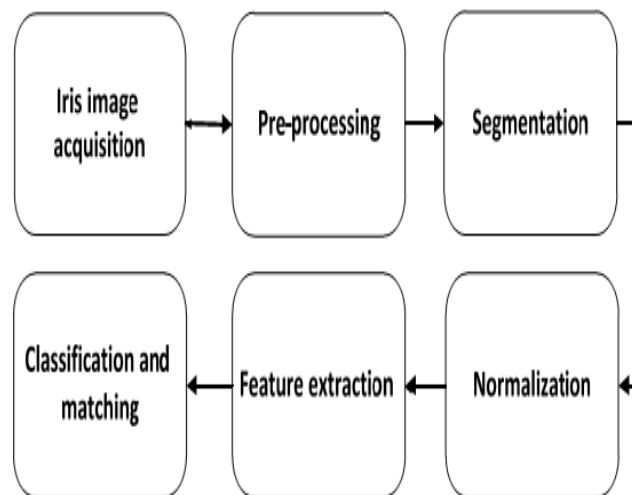 Iris image
acquisition
Pre-processing
Segmentation
Classification and
matching
Feature extraction
Normalization